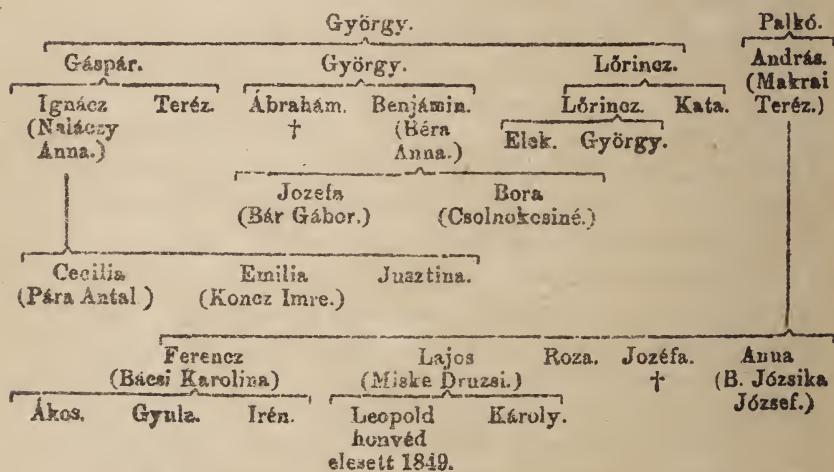 György. Palkó.
Gáspár. György. Lőrincz. András.
(Makrai
Teréz.)
Ignácz Teréz. Ábrahám. Benjámin. Lőrincz. Kata.
(Naláczy † (Béra
Anna.) Anna.) Elek. György.
Jozefa Bora
(Bár Gábor.) (Csolnokosiné.)
Cecilia Emilia Jusztina.
(Pára Antal.) (Koncz Imre.)
Ferencz Lajos Roza. Jozéfa. Anna
(Bácsi Karolina) (Miske Druzsi.) † (B. Józsika
József.)
Ákos. Gyula. Irén. Leopold Károly.
honvéd
elesett 1849.